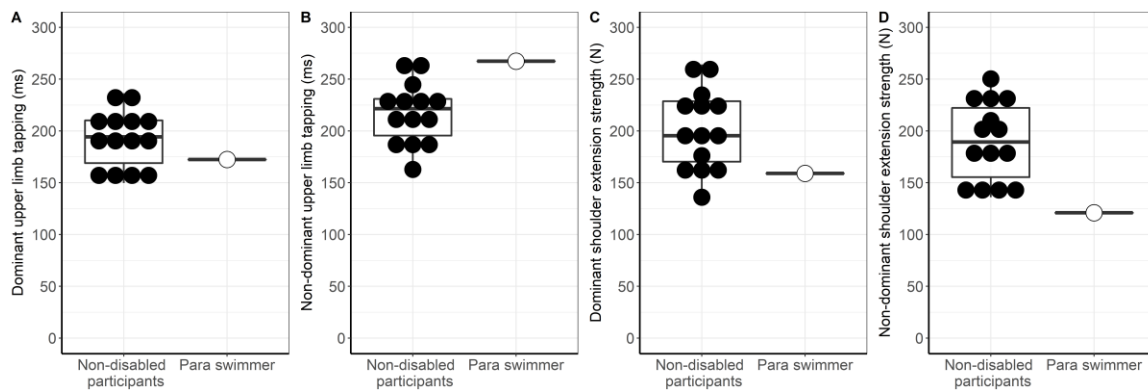 A
Dominant upper limb tapping (ms)
300
250
200
150
100
50
0
Non-disabled
participants
Para swimmer
B
Non-dominant upper limb tapping (ms)
300
250
200
150
100
50
0
Non-disabled
participants
Para swimmer
C
Dominant shoulder extension strength (N)
300
250
200
150
100
50
0
Non-disabled
participants
Para swimmer
D
Non-dominant shoulder extension strength (N)
300
250
200
150
100
50
0
Non-disabled
participants
Para swimmer